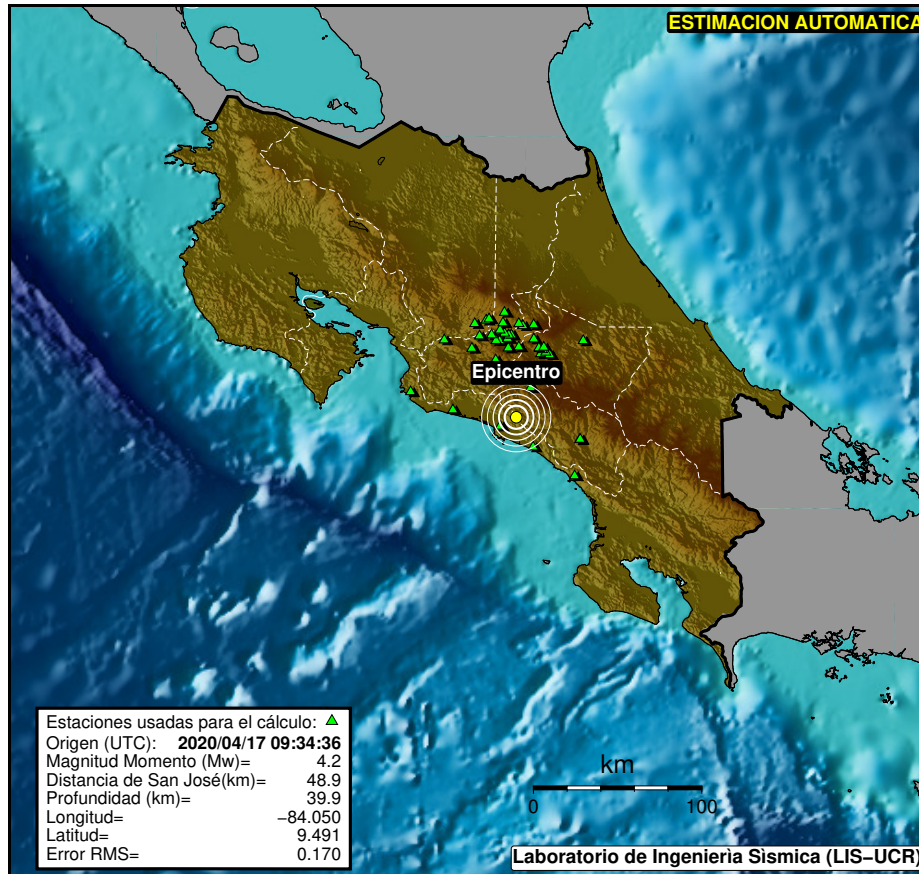 ESTIMACION AUTOMATICA
Epicentro
Estaciones usadas para el cálculo:
Origen (UTC): 2020/04/17 09:34:36
Magnitud Momento (Mw)= 4.2
Distancia de San José(km)= 48.9
Profundidad (km)= 39.9
Longitud= −84.050
Latitud= 9.491
Error RMS= 0.170
km
0 100
Laboratorio de Ingenierìa Sìsmica (LIS−UCR)